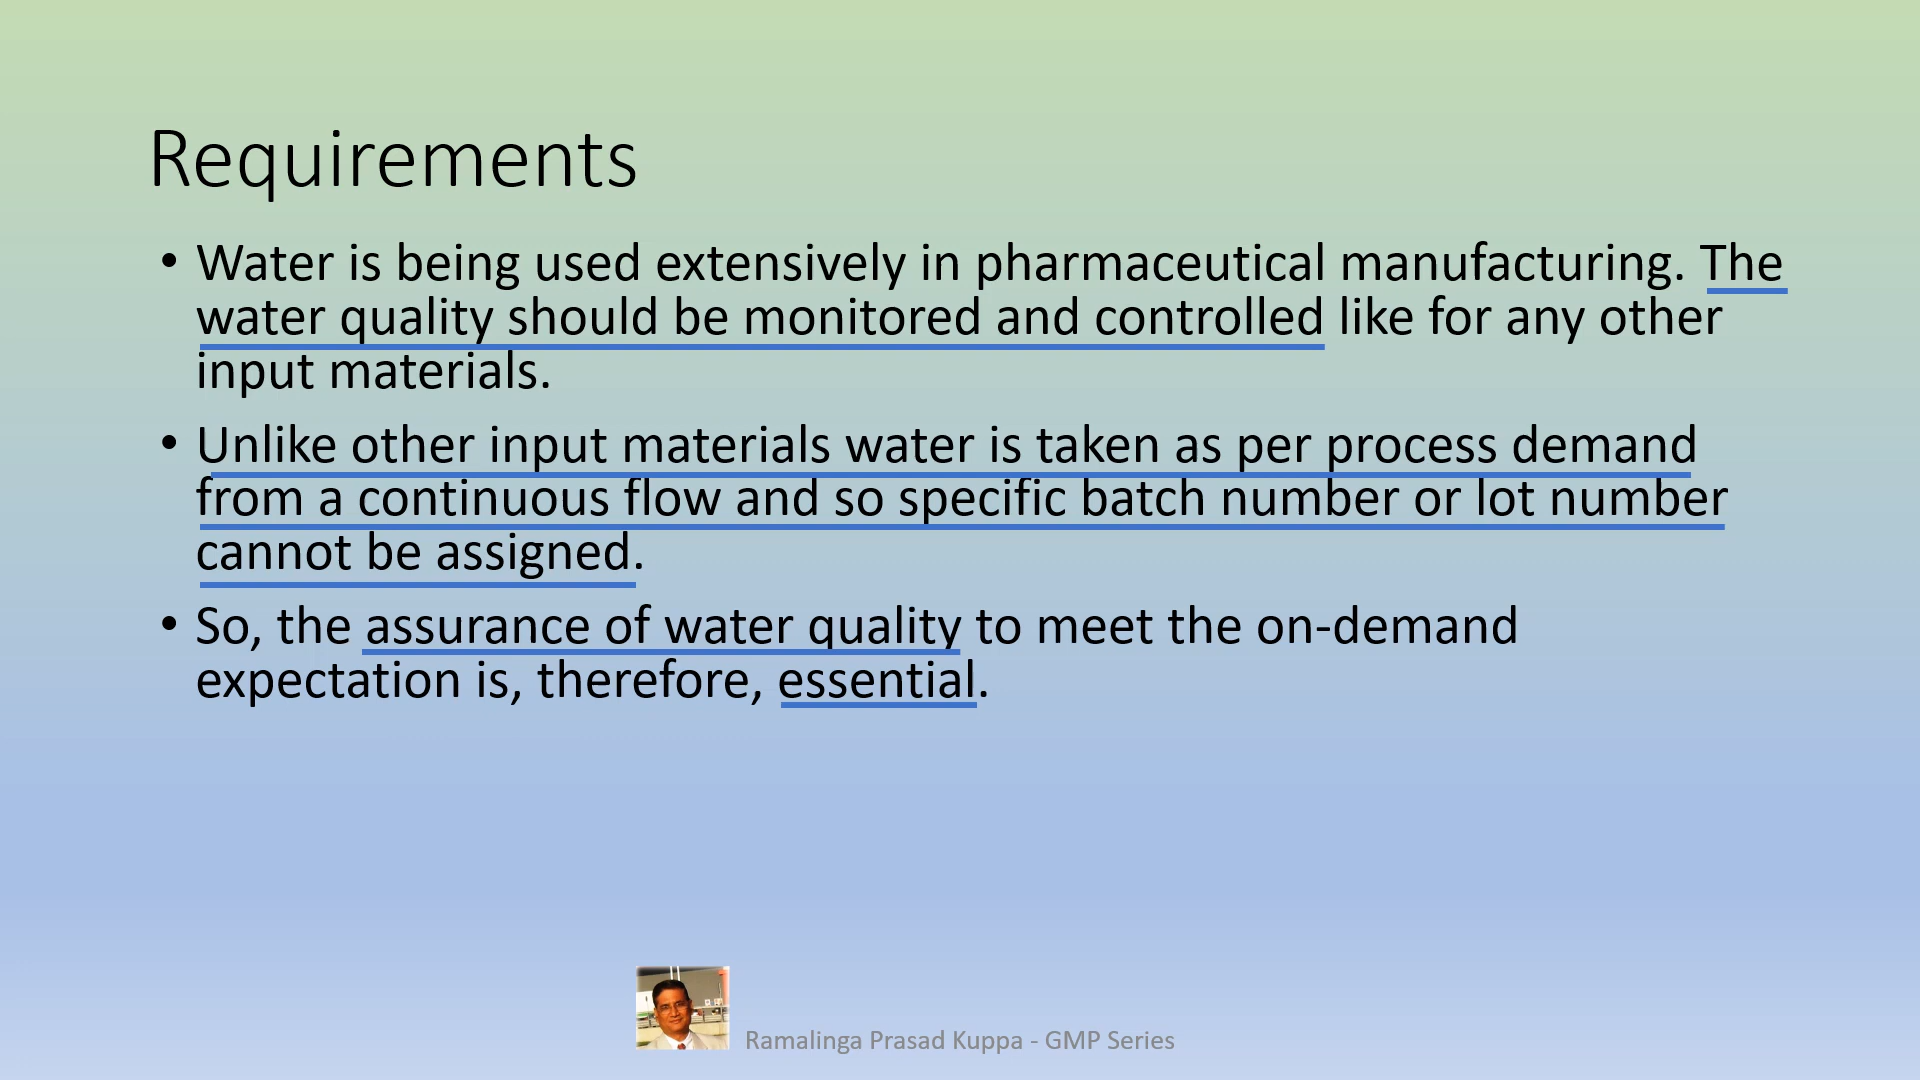 Requirements
• Water is being used extensively in pharmaceutical manufacturing. The
water quality should be monitored and controlled like for any other
input materials.
• Unlike other input materials water is taken as per process demand
from a continuous flow and so specific batch number or lot number
cannot be assigned.
• So, the assurance of water quality to meet the on-demand
expectation is, therefore, essential.
Ramalinga Prasad Kuppa - GMP Series